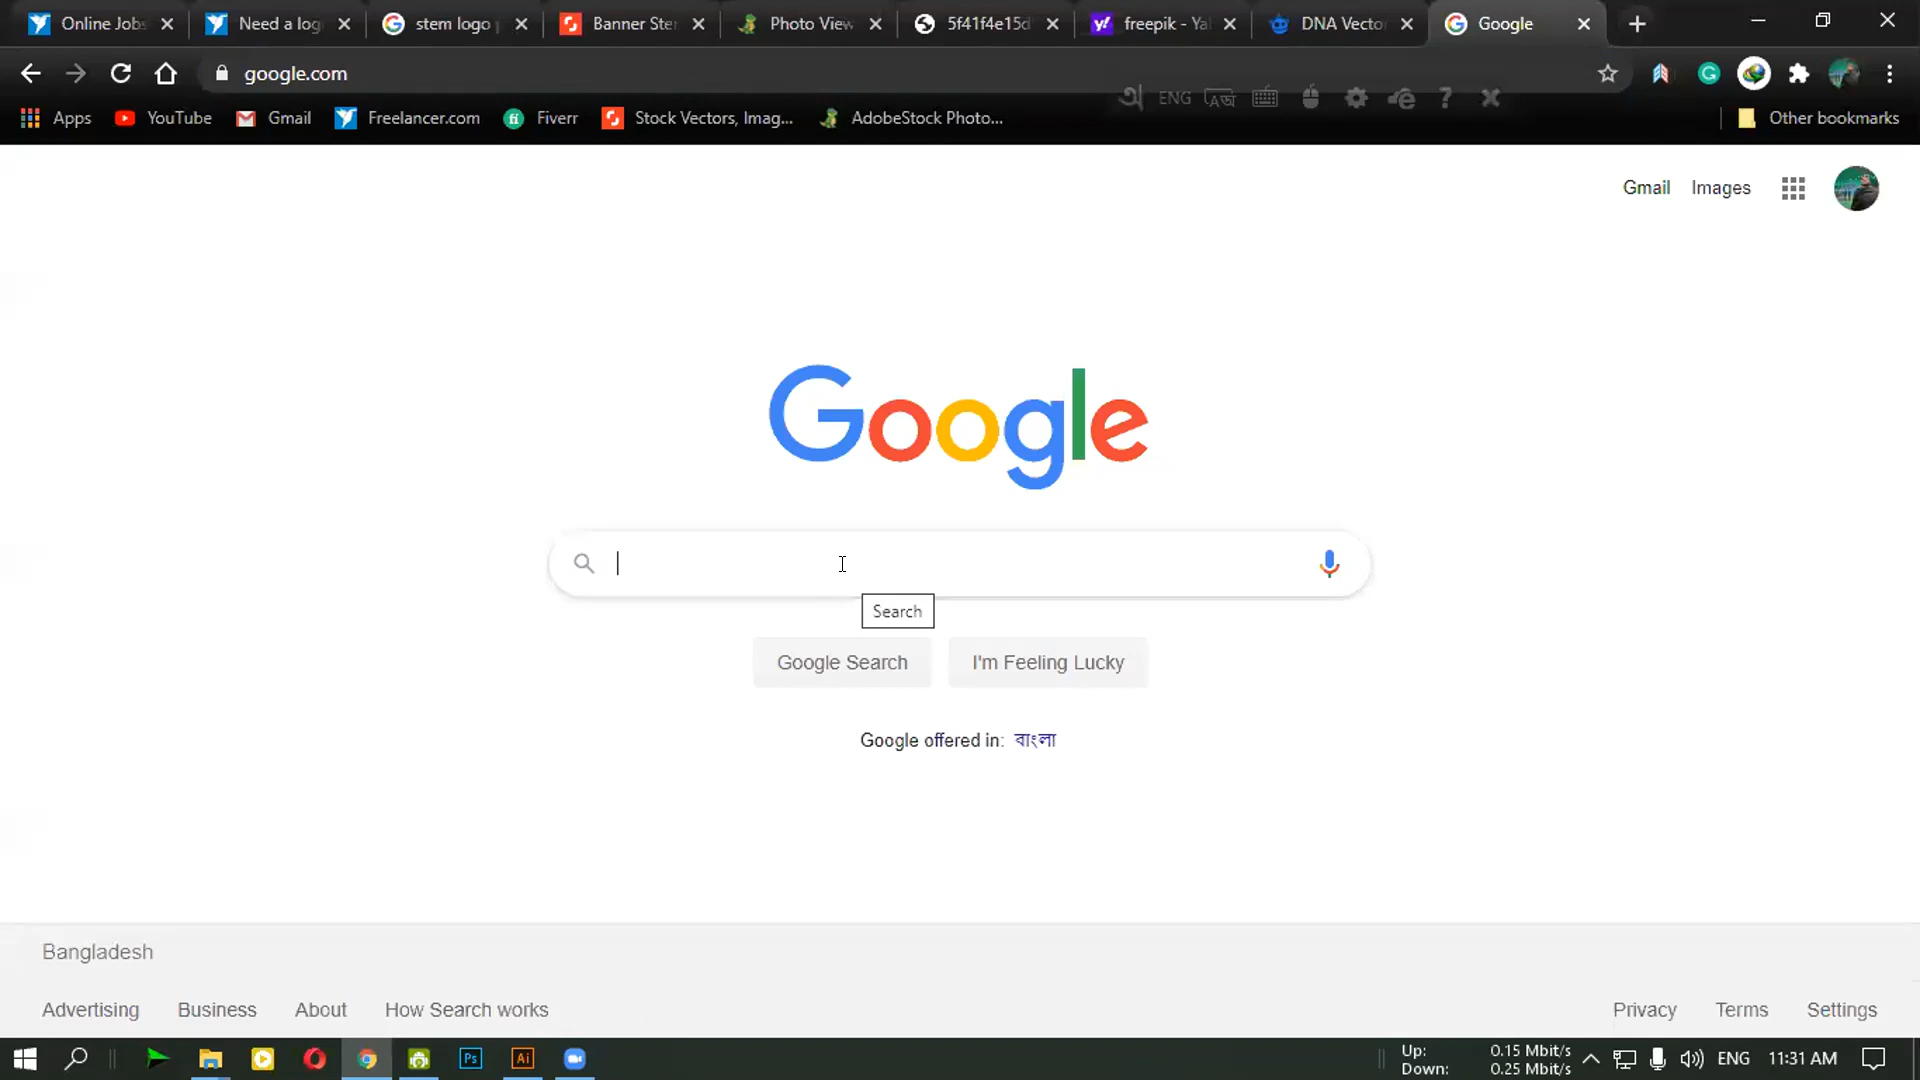 Online Jobs
Need a log
stem logo
Banner Ster
Photo View
5f41f4e15d
freepik - Ya
DNA Vecto
Google
google.com
অ ENG
Apps
YouTube
Gmail
Freelancer.com
Fiverr
Stock Vectors, Imag...
AdobeStock Photo...
Other bookmarks
Gmail Images
Google
Search
Google Search
I'm Feeling Lucky
Google offered in: বাংলা
Bangladesh
Advertising Business About How Search works
Privacy Terms Settings
Ps
Ai
Up: 0.15 Mbit/s
Down: 0.25 Mbit/s
ENG
11:31 AM